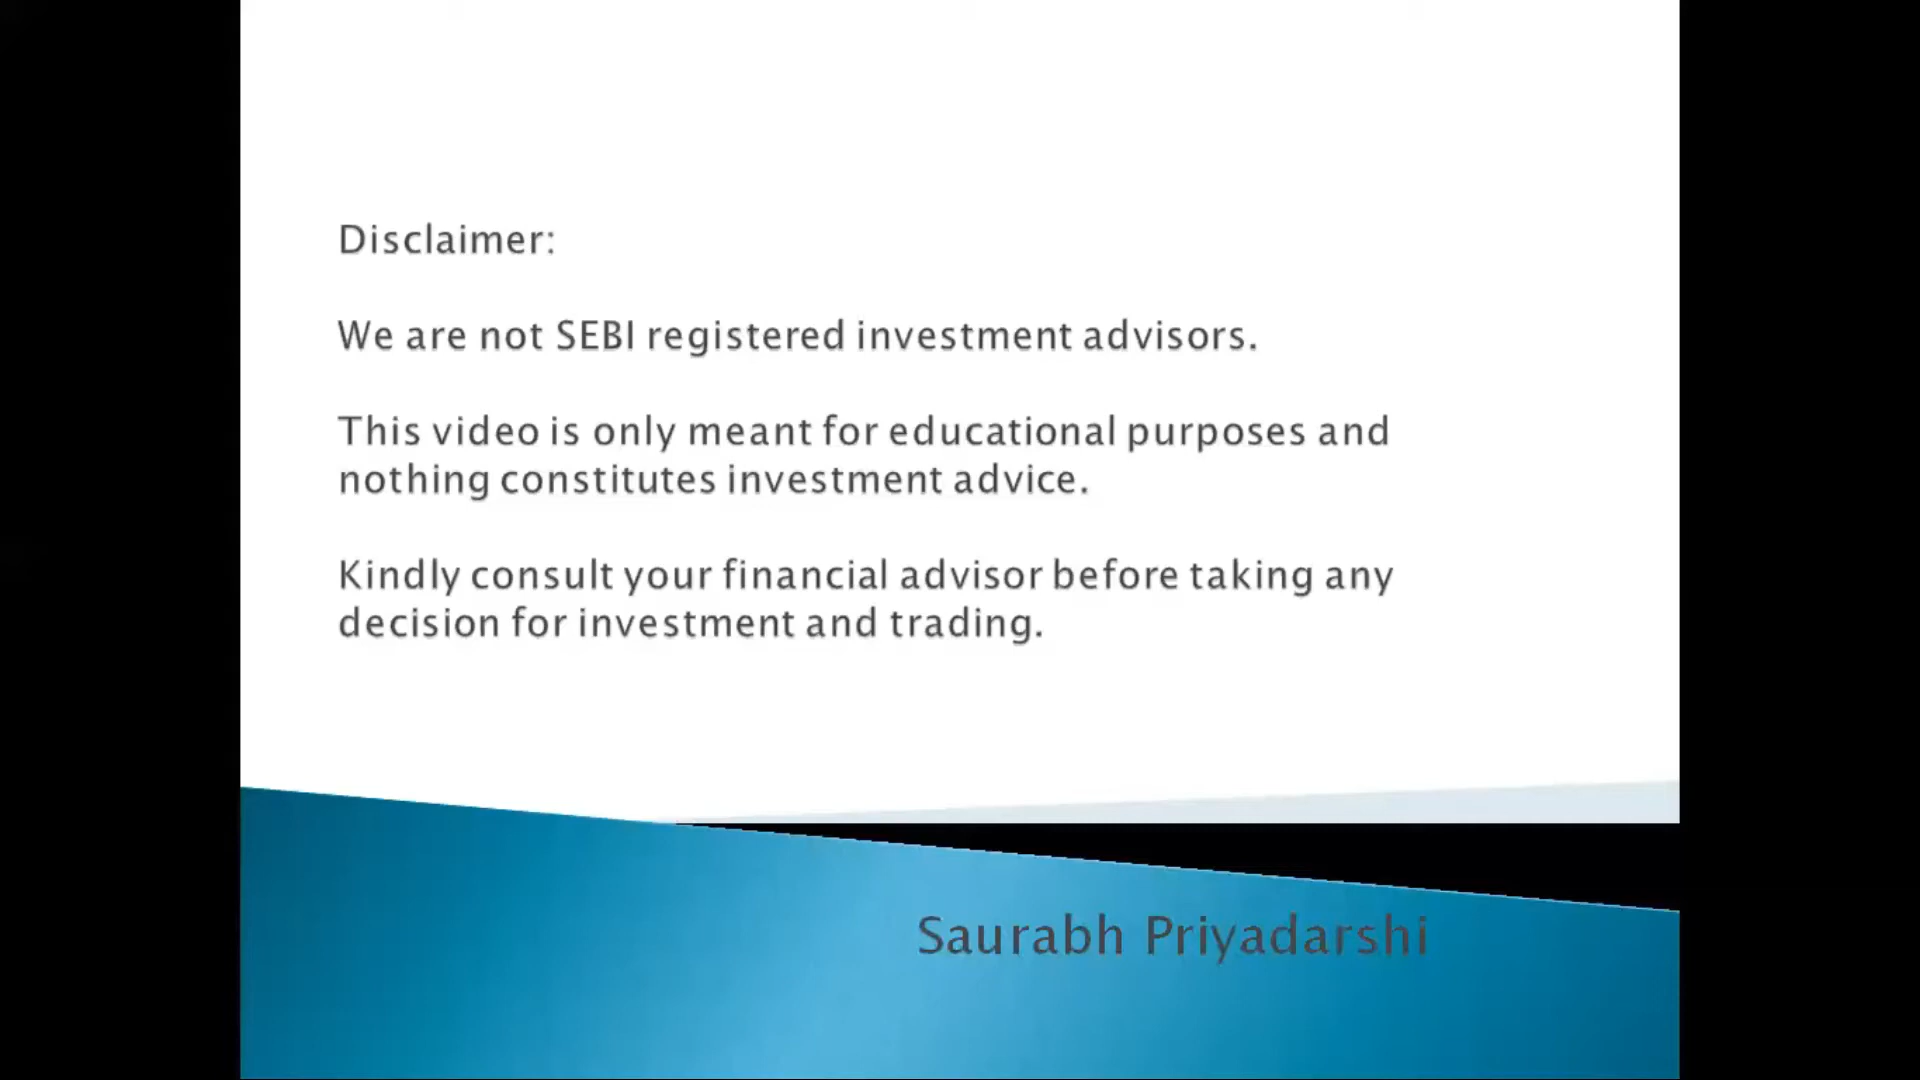 Disclaimer:
We are not SEBI registered investment advisors.
This video is only meant for educational purposes and
nothing constitutes investment advice.
Kindly consult your financial advisor before taking any
decision for investment and trading.
Saurabh Priyadarshi